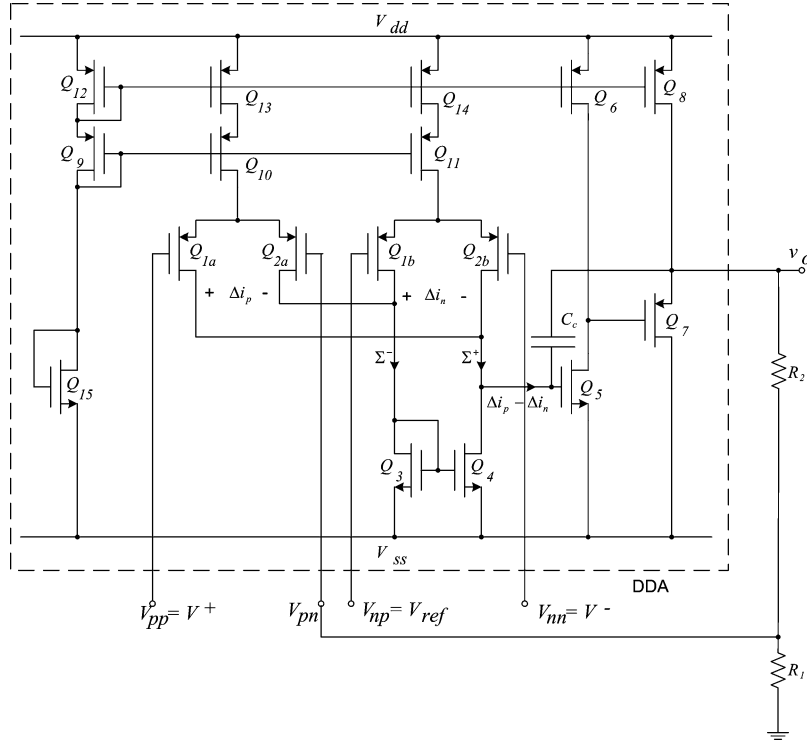 V dd
Q 12
Q 13
Q 14
Q 6
Q 8
Q 9
Q 10
Q 11
Q 1a
Q 2a
Q 1b
Q 2b
v o
+ Δi p -
+ Δi n -
C c
Q 7
R 2
Σ -
Σ +
Q 15
Δi p – Δi n
Q 5
Q 3
Q 4
V ss
DDA
V pp = V +
V pn
V np = V ref
V nn = V -
R 1